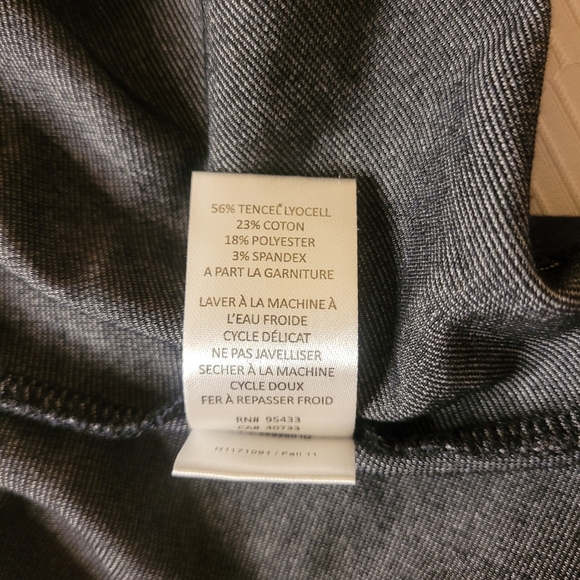 56% TENCEL® LYOCELL
23% COTON
18% POLYESTER
3% SPANDEX
A PART LA GARNITURE
LAVER À LA MACHINE À
L'EAU FROIDE
CYCLE DÉLICAT
NE PAS JAVELLISER
SECHER À LA MACHINE
CYCLE DOUX
FER À REPASSER FROID
RN# 95433
CA# 40733
M1171091 / Fall 11